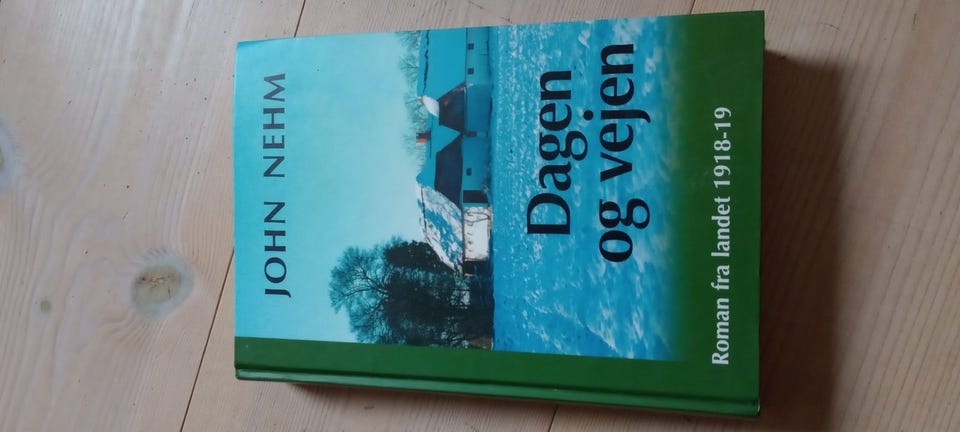 JOHN NEHM
Dagen
og vejen
Roman fra landet 1918-19